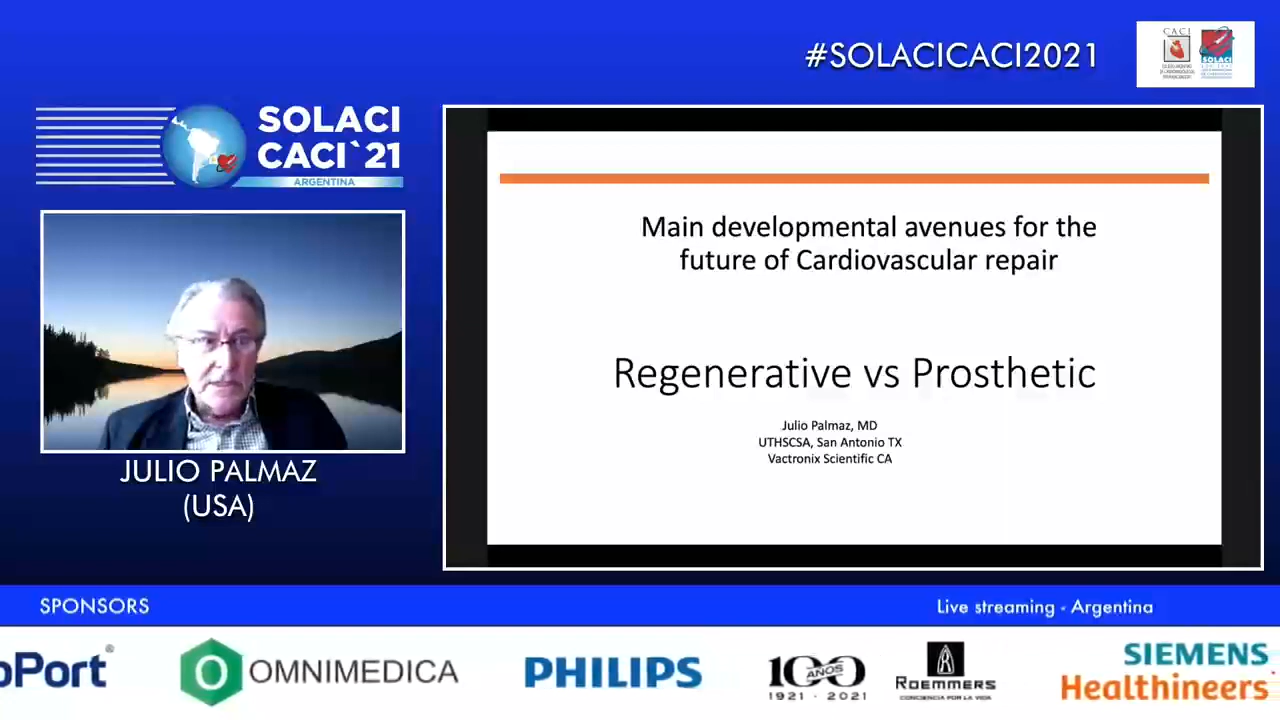 #SOLACICACI2021
CACI
SOLACI
SOLACI
CACI`21
ARGENTINA
JULIO PALMAZ
(USA)
Main developmental avenues for the
future of Cardiovascular repair
Regenerative vs Prosthetic
Julio Palmaz, MD
UTHSCSA, San Antonio TX
Vactronix Scientific CA
SPONSORS
Live streaming - Argentina
oPort®
OMNIMEDICA
PHILIPS
100 AÑOS
1921 - 2021
ROEMMERS
CONCIENCIA POR LA VIDA
SIEMENS
Healthineers